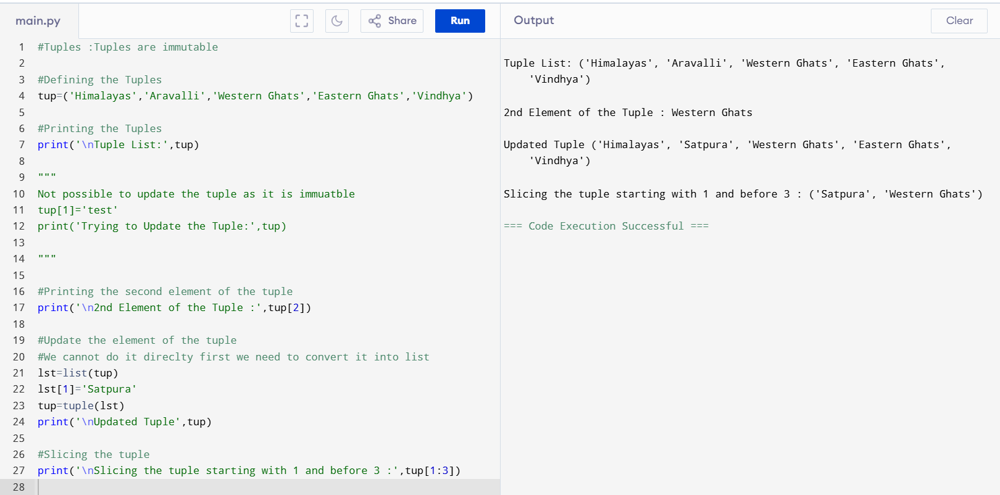 main.py
Share
Run
Output
Clear
1 #Tuples :Tuples are immutable
2
3 #Defining the Tuples
4 tup=('Himalayas','Aravalli','Western Ghats','Eastern Ghats','Vindhya')
5
6 #Printing the Tuples
7 print('\nTuple List:',tup)
8
9 """
10 Not possible to update the tuple as it is immuatble
11 tup[1]='test'
12 print('Trying to Update the Tuple:',tup)
13
14 """
15
16 #Printing the second element of the tuple
17 print('\n2nd Element of the Tuple :',tup[2])
18
19 #Update the element of the tuple
20 #We cannot do it direclty first we need to convert it into list
21 lst=list(tup)
22 lst[1]='Satpura'
23 tup=tuple(lst)
24 print('\nUpdated Tuple',tup)
25
26 #Slicing the tuple
27 print('\nSlicing the tuple starting with 1 and before 3 :',tup[1:3])
28
Tuple List: ('Himalayas', 'Aravalli', 'Western Ghats', 'Eastern Ghats',
'Vindhya')
2nd Element of the Tuple : Western Ghats
Updated Tuple ('Himalayas', 'Satpura', 'Western Ghats', 'Eastern Ghats',
'Vindhya')
Slicing the tuple starting with 1 and before 3 : ('Satpura', 'Western Ghats')
=== Code Execution Successful ===